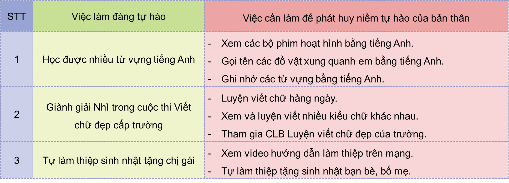 STT
Việc làm đáng tự hào
Việc cần làm để phát huy niềm tự hào của bản thân
1
Học được nhiều từ vựng tiếng Anh
- Xem các bộ phim hoạt hình bằng tiếng Anh.
- Gọi tên các đồ vật xung quanh em bằng tiếng Anh.
- Ghi nhớ các từ vựng bằng tiếng Anh.
2
Giành giải Nhì trong cuộc thi Viết
chữ đẹp cấp trường
- Luyện viết chữ hàng ngày.
- Xem và luyện viết nhiều kiểu chữ khác nhau.
- Tham gia CLB Luyện viết chữ đẹp của trường.
3
Tự làm thiệp sinh nhật tặng chị gái
- Xem video hướng dẫn làm thiệp trên mạng.
- Tự làm thiệp tặng sinh nhật bạn bè, bố mẹ.